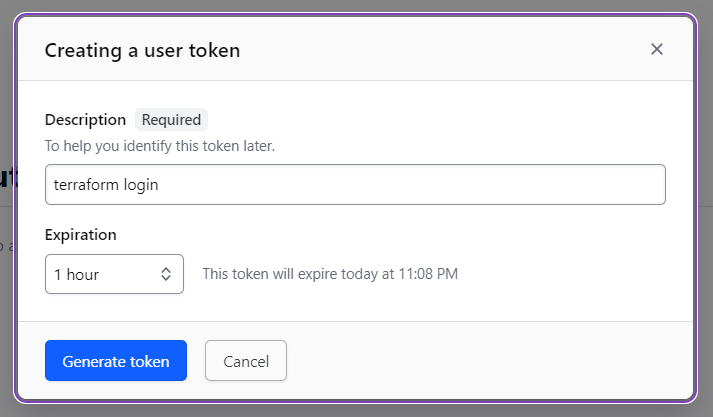 Creating a user token
Description Required
To help you identify this token later.
terraform login
Expiration
1 hour This token will expire today at 11:08 PM
Generate token Cancel